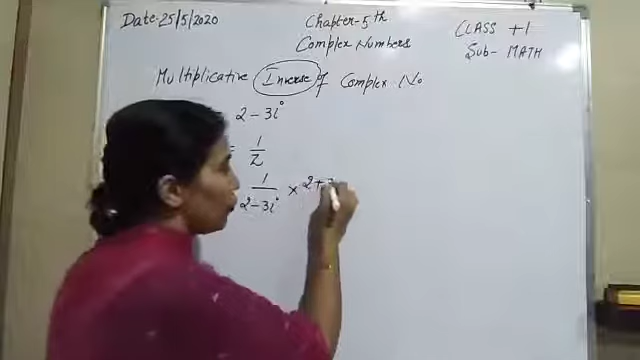 Date:25/5/2020
Chapter-5th
Complex Numbers
CLASS +1
Sub- MATH
Multiplicative Inverse of Complex No
2-3i
= 1/Z
1/2-3i × 2+